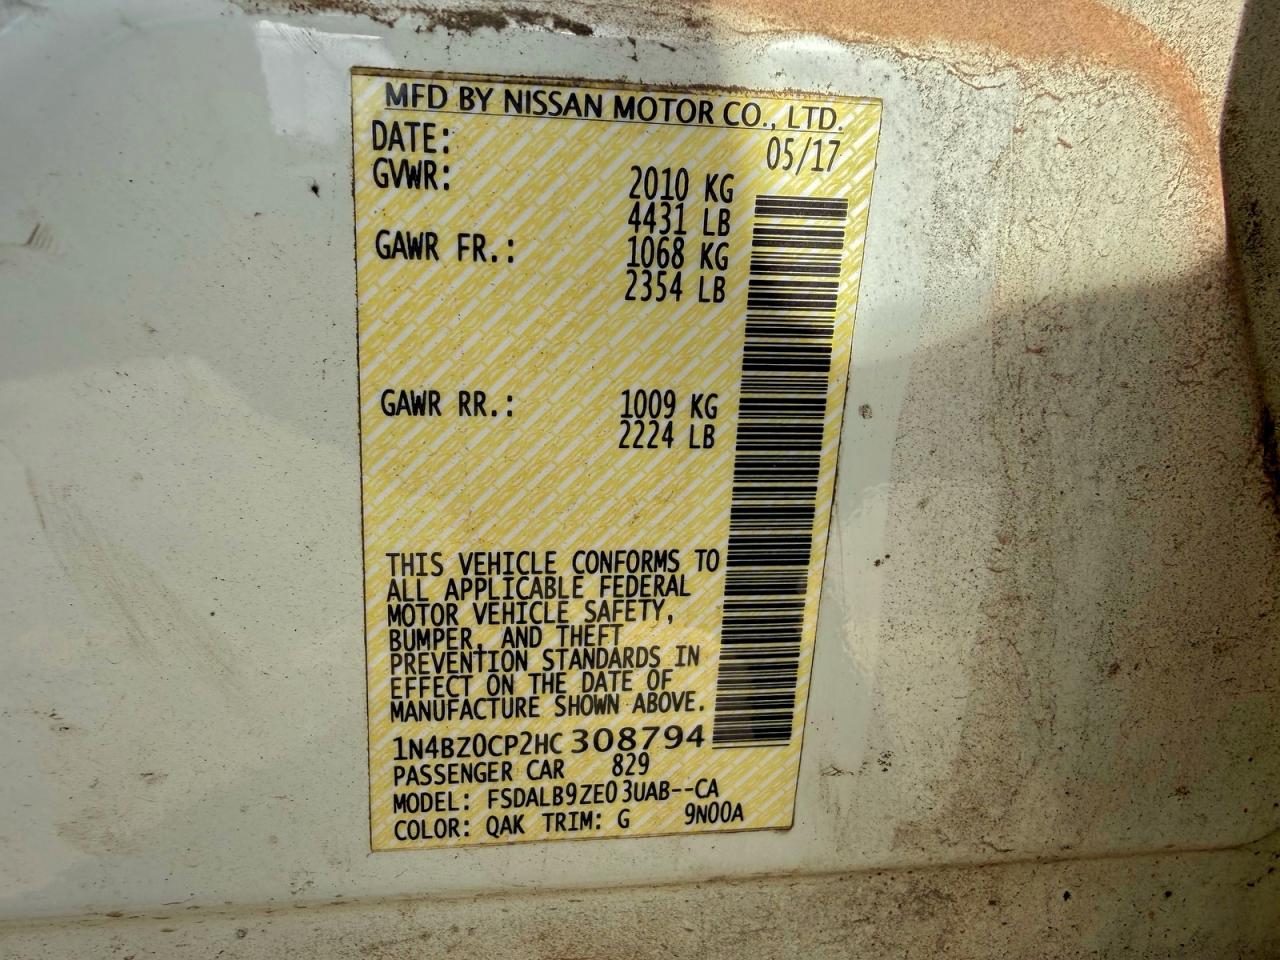 MFD BY NISSAN MOTOR CO., LTD.
DATE: 05/17
GVWR: 2010 KG
4431 LB
GAWR FR.: 1068 KG
2354 LB
GAWR RR.: 1009 KG
2224 LB
THIS VEHICLE CONFORMS TO
ALL APPLICABLE FEDERAL
MOTOR VEHICLE SAFETY,
BUMPER, AND THEFT
PREVENTION STANDARDS IN
EFFECT ON THE DATE OF
MANUFACTURE SHOWN ABOVE.
1N4BZ0CP2HC308794
PASSENGER CAR 829
MODEL: FSDALB9ZE03UAB--CA
COLOR: QAK TRIM: G 9N00A